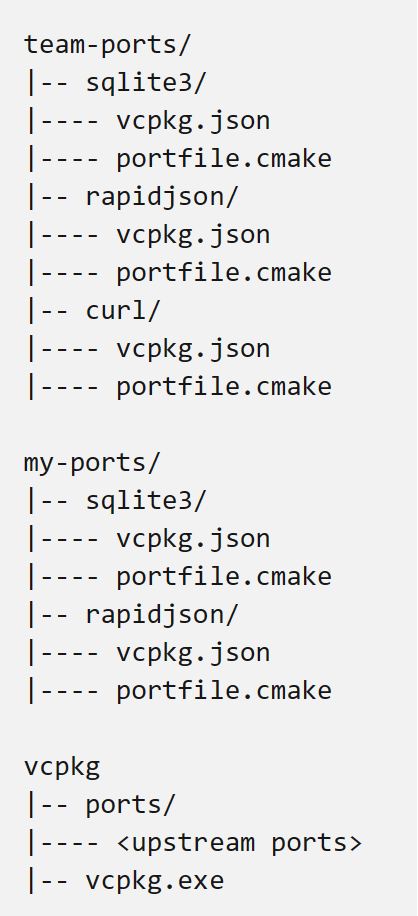 team-ports/
|-- sqlite3/
|---- vcpkg.json
|---- portfile.cmake
|-- rapidjson/
|---- vcpkg.json
|---- portfile.cmake
|-- curl/
|---- vcpkg.json
|---- portfile.cmake

my-ports/
|-- sqlite3/
|---- vcpkg.json
|---- portfile.cmake
|-- rapidjson/
|---- vcpkg.json
|---- portfile.cmake

vcpkg
|-- ports/
|---- <upstream ports>
|-- vcpkg.exe